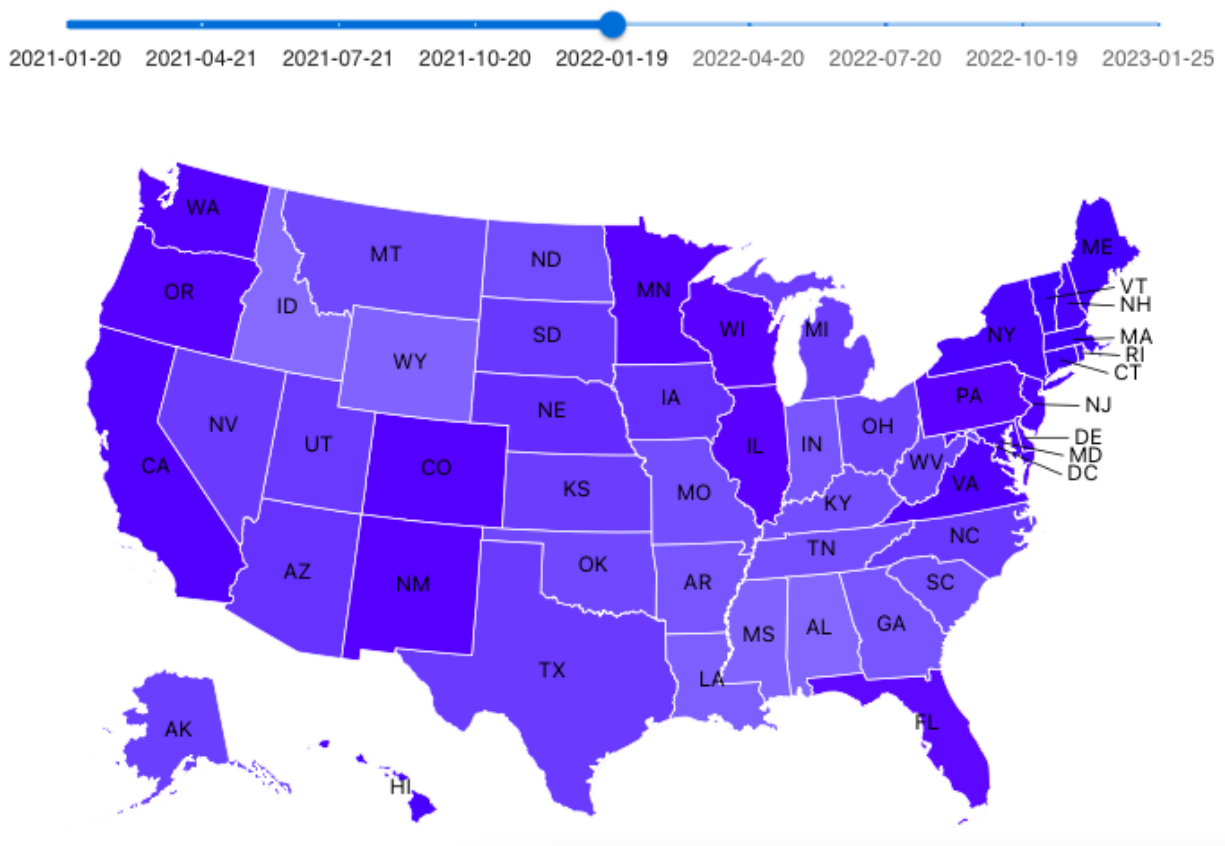 2021-01-20 2021-04-21 2021-07-21 2021-10-20 2022-01-19 2022-04-20 2022-07-20 2022-10-19 2023-01-25
WA
ME
MT
ND
VT
OR
MN
NH
ID
WI
MI
NY
MA
SD
RI
WY
CT
IA
PA
NJ
NE
NV
OH
UT
IN
DE
IL
MD
CA
CO
WV
DC
KS
MO
VA
KY
NC
TN
OK
AZ
NM
AR
SC
MS
AL
GA
TX
LA
FL
AK
HI